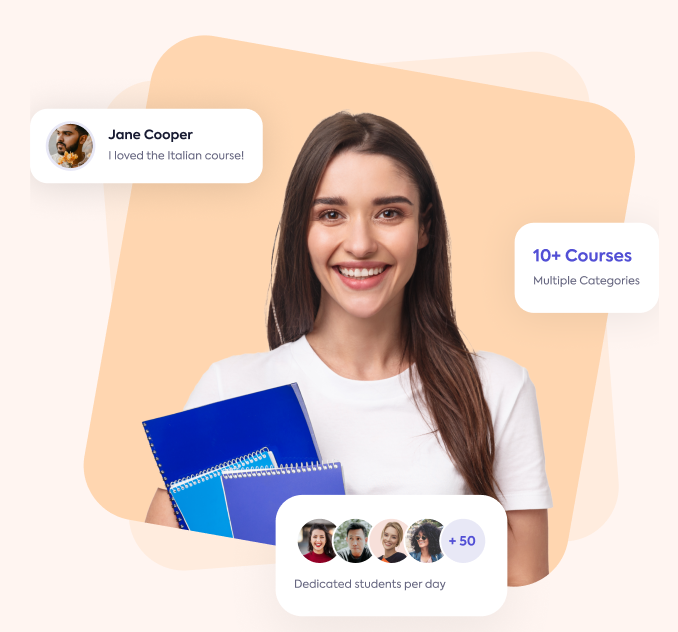 Jane Cooper
I loved the Italian course!
10+ Courses
Multiple Categories
+ 50
Dedicated students per day